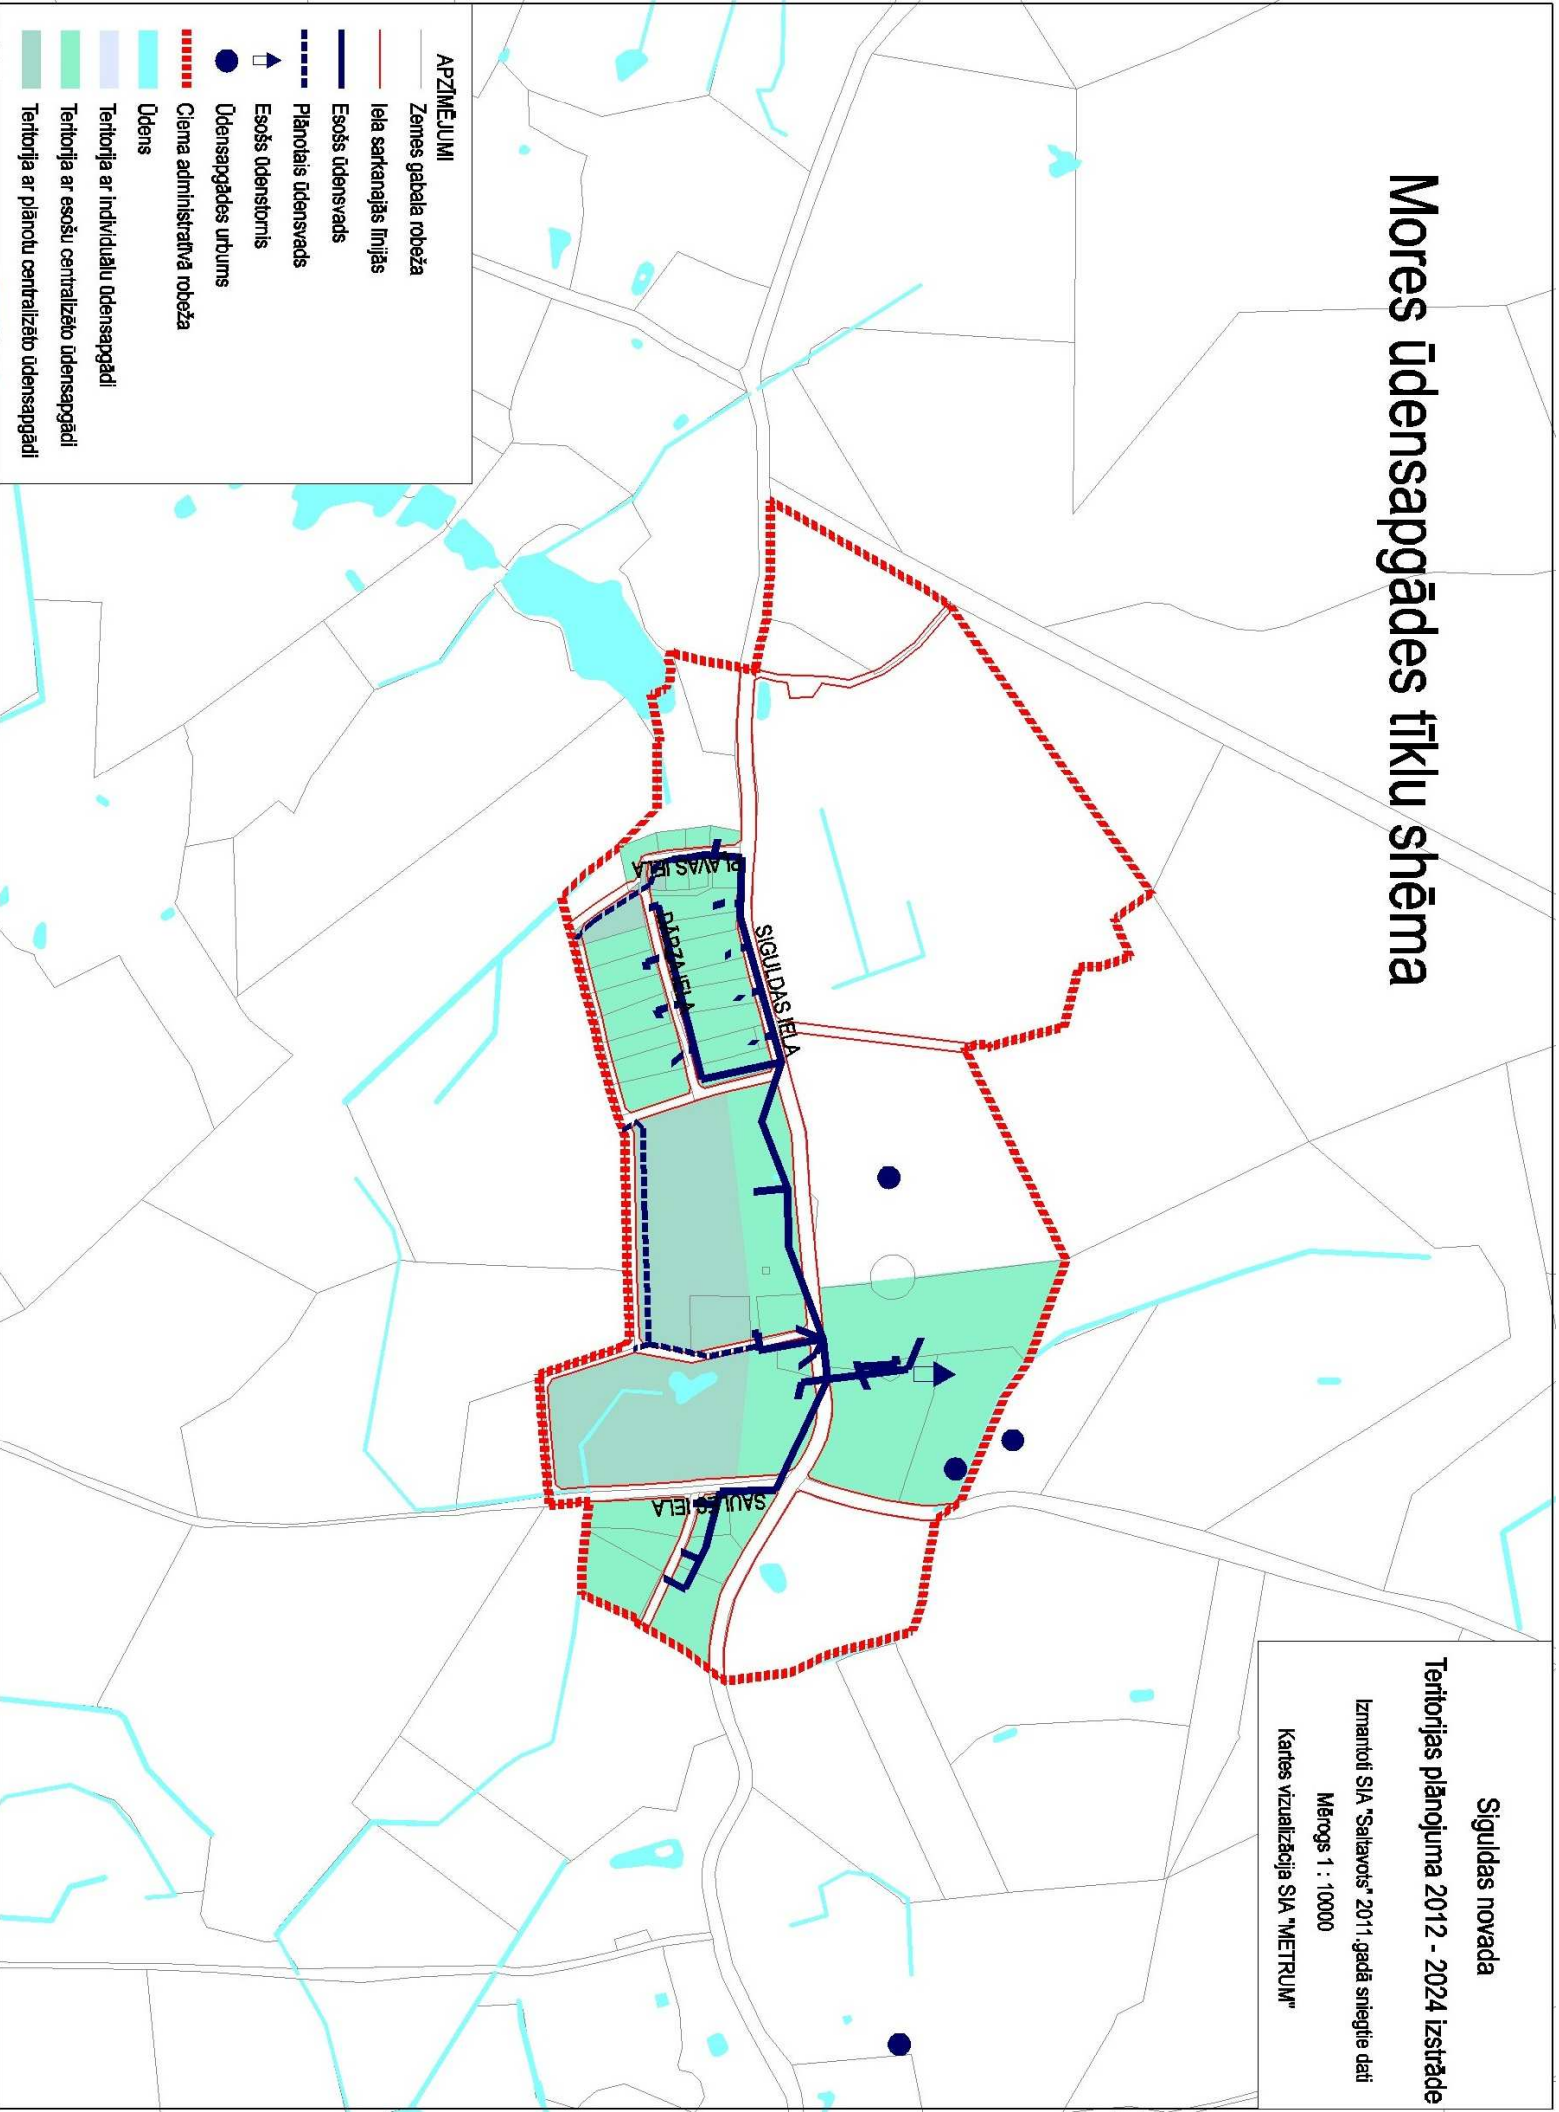 Mores ūdensapgādes tīklu shēma
Siguldas novada
Teritorijas plānojuma 2012 - 2024 izstrāde
Izmantoti SIA "Saltavots" 2011.gadā sniegtie dati
Mērogs 1 : 10000
Kartes vizualizācija SIA "METRUM"
PĻAVAS IELA
DĀRZA IELA
SIGULDAS IELA
SAULES IELA
APZĪMĒJUMI
Zemes gabala robeža
Iela sarkanajās līnijās
Esošs ūdensvads
Plānotais ūdensvads
Esošs ūdenstornis
Ūdensapgādes urbums
Ciema administratīvā robeža
Ūdens
Teritorija ar individuālu ūdensapgādi
Teritorija ar esošu centralizēto ūdensapgādi
Teritorija ar plānotu centralizēto ūdensapgādi